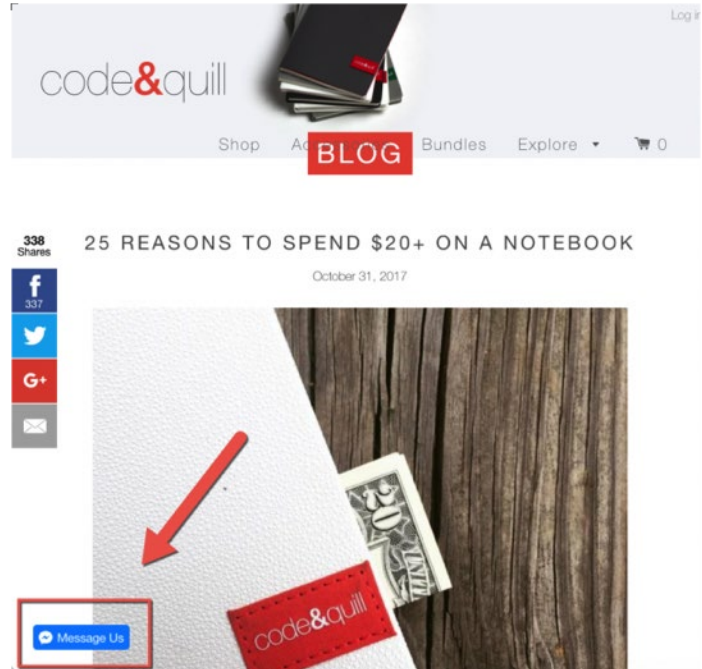 Log in
code&quill
Shop
BLOG
Bundles
Explore
0
338
Shares
25 REASONS TO SPEND $20+ ON A NOTEBOOK
October 31, 2017
f
337
G+
code&quill
Message Us